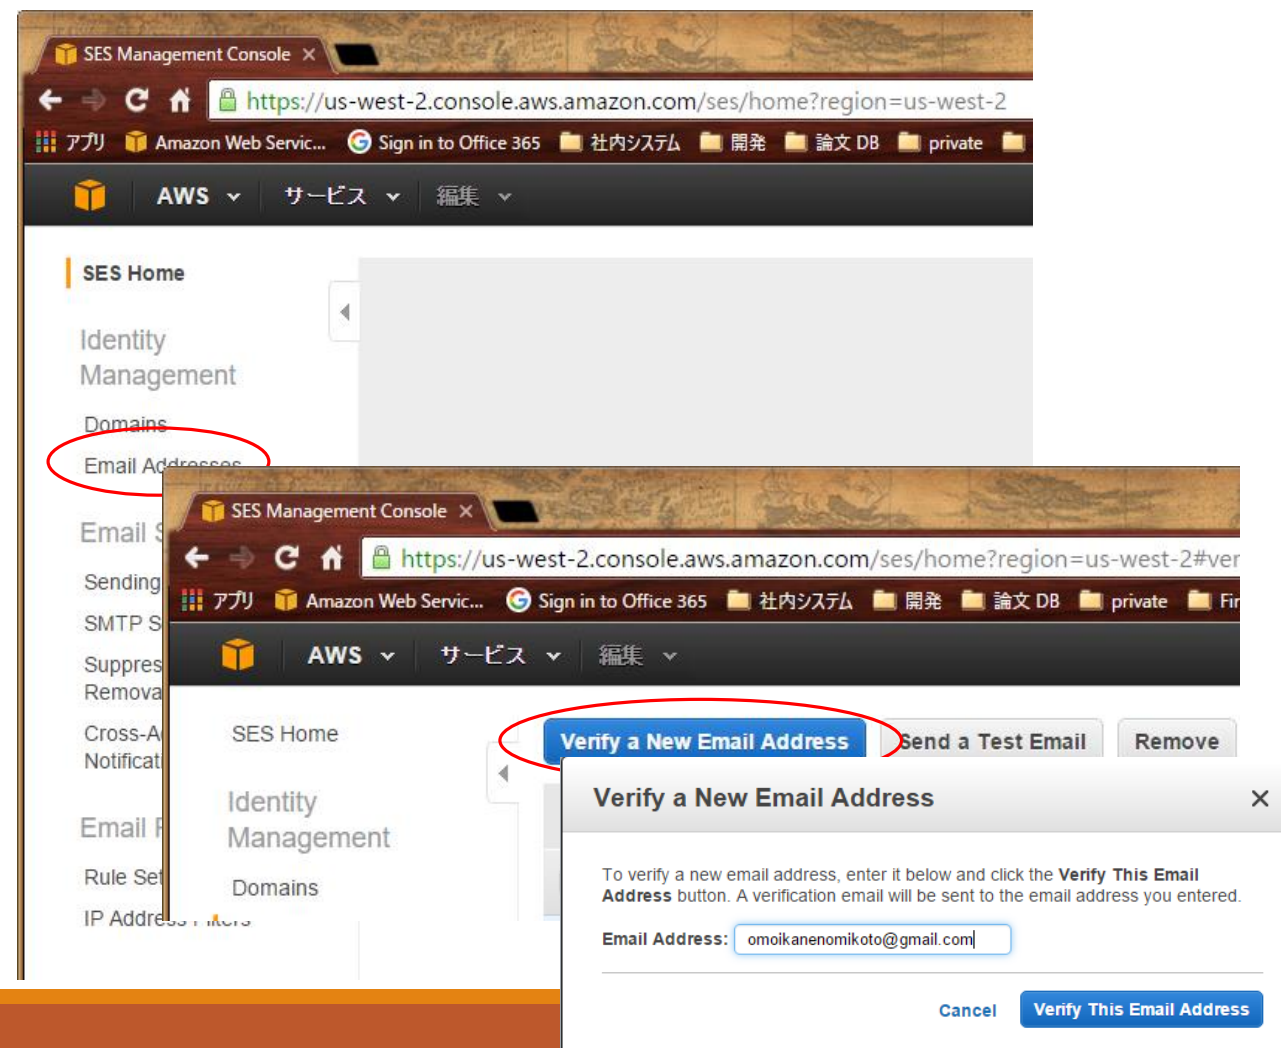 SES Management Console
https://us-west-2.console.aws.amazon.com/ses/home?region=us-west-2
アプリ Amazon Web Servic... Sign in to Office 365 社内システム 開発 論文 DB private
AWS サービス 編集
SES Home
Identity
Management
Domains
Email Addresses
Email S
Sending
SMTP S
Suppres
Remova
Cross-A
Notificat
Email
Rule Set
IP Address Filters
SES Management Console
https://us-west-2.console.aws.amazon.com/ses/home?region=us-west-2#ver
アプリ Amazon Web Servic... Sign in to Office 365 社内システム 開発 論文 DB private Fir
AWS サービス 編集
SES Home
Verify a New Email Address Send a Test Email Remove
Identity
Management
Domains
Verify a New Email Address
To verify a new email address, enter it below and click the Verify This Email
Address button. A verification email will be sent to the email address you entered.
Email Address: omoikanenomikoto@gmail.com
Cancel Verify This Email Address